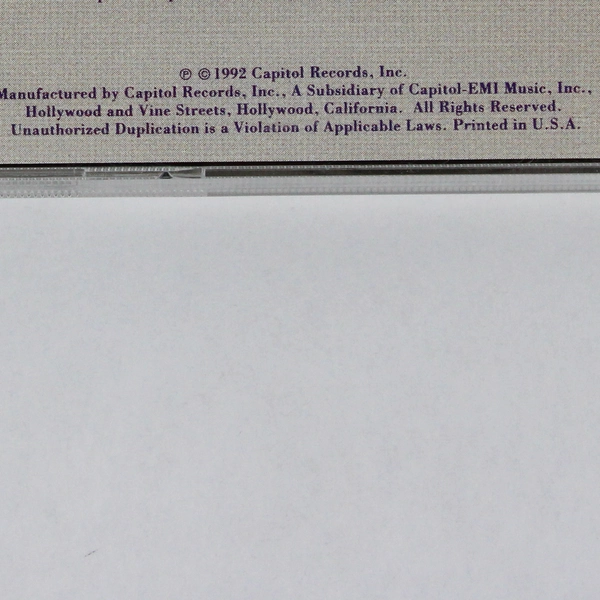 ℗ ©1992 Capitol Records, Inc.
Manufactured by Capitol Records, Inc., A Subsidiary of Capitol-EMI Music, Inc.,
Hollywood and Vine Streets, Hollywood, California. All Rights Reserved.
Unauthorized Duplication is a Violation of Applicable Laws. Printed in U.S.A.